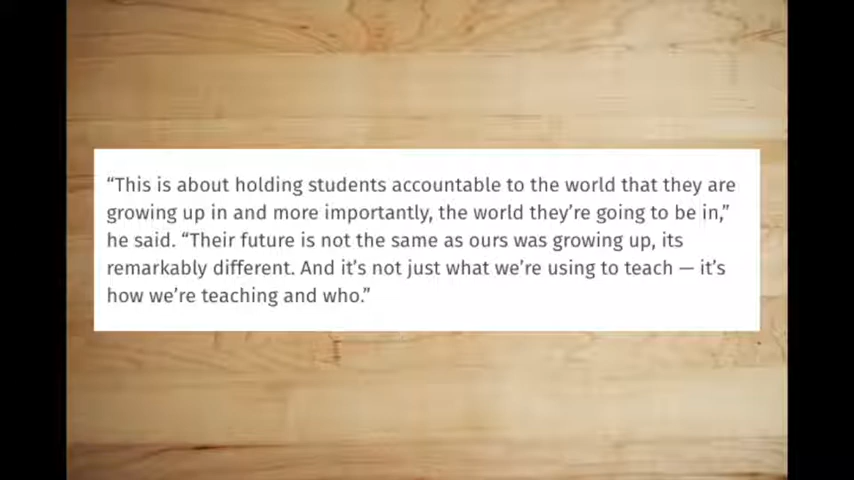 “This is about holding students accountable to the world that they are
growing up in and more importantly, the world they’re going to be in,”
he said. “Their future is not the same as ours was growing up, its
remarkably different. And it’s not just what we’re using to teach — it’s
how we’re teaching and who.”